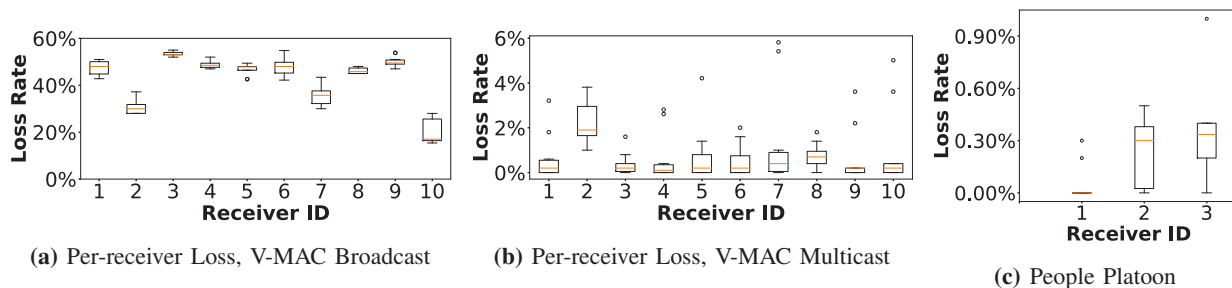 60%
40%
20%
0%
Loss Rate
1 2 3 4 5 6 7 8 9 10
Receiver ID
(a) Per-receiver Loss, V-MAC Broadcast
6%
4%
2%
0%
Loss Rate
1 2 3 4 5 6 7 8 9 10
Receiver ID
(b) Per-receiver Loss, V-MAC Multicast
0.90%
0.60%
0.30%
0.00%
Loss Rate
1 2 3
Receiver ID
(c) People Platoon